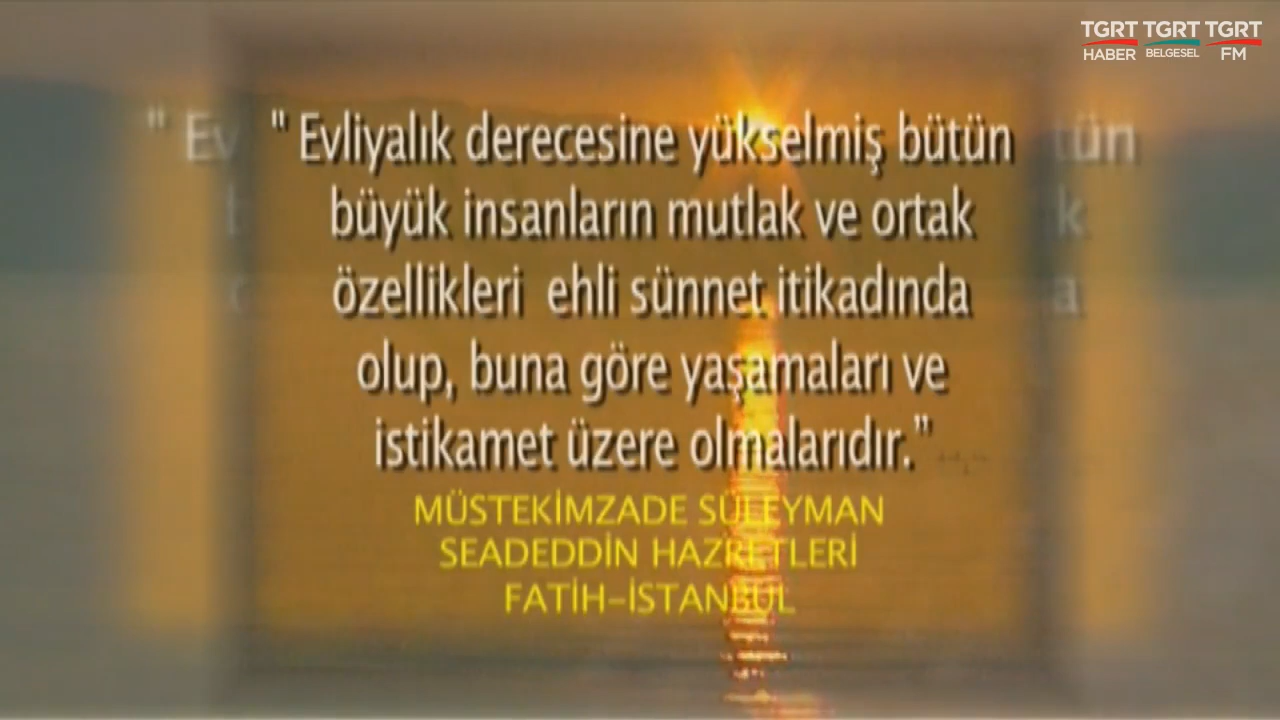 TGRT TGRT TGRT
HABER BELGESEL FM
" Evliyalık derecesine yükselmiş bütün
büyük insanların mutlak ve ortak
özellikleri ehli sünnet itikadında
olup, buna göre yaşamaları ve
istikamet üzere olmalarıdır."
MÜSTEKİMZADE SÜLEYMAN
SEADEDDİN HAZRETLERİ
FATİH-İSTANBUL